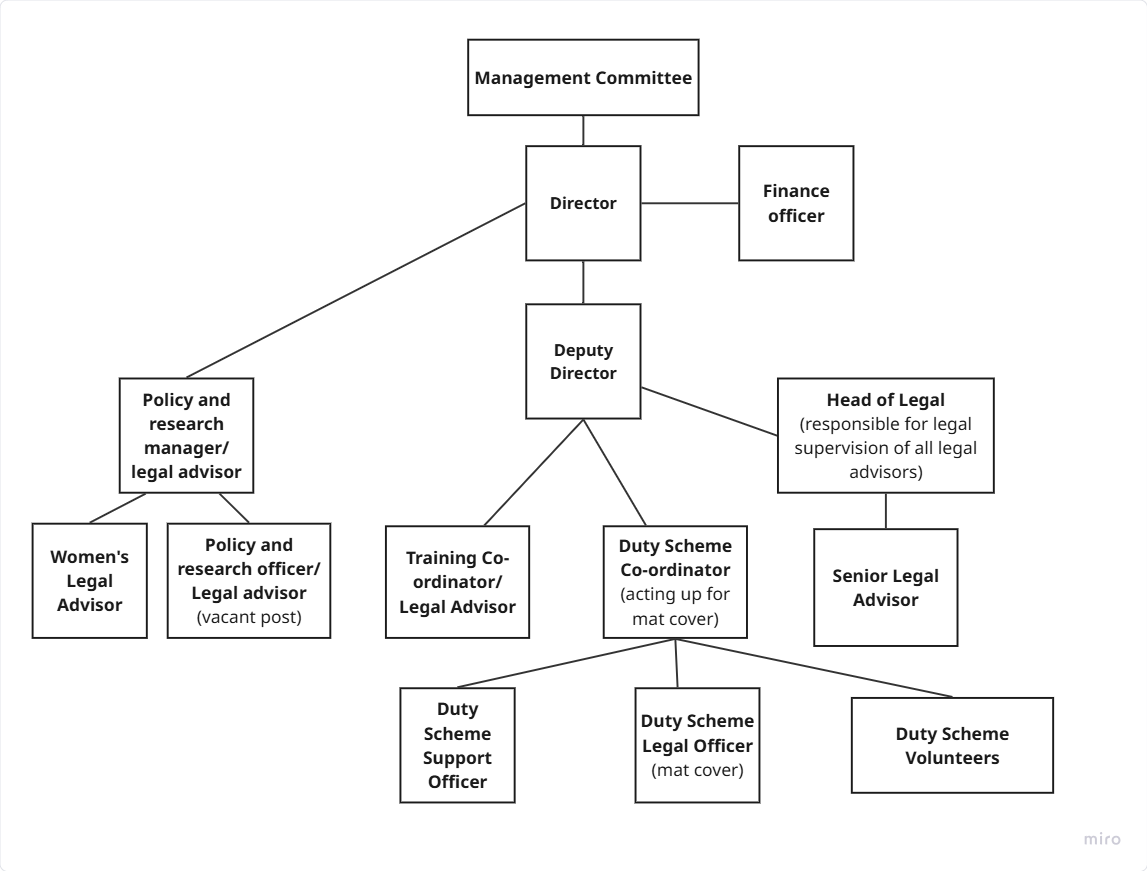 Management Committee
Director
Finance
officer
Deputy
Director
Policy and
research
manager/
legal advisor
Head of Legal
(responsible for legal
supervision of all legal
advisors)
Women's
Legal
Advisor
Policy and
research officer/
Legal advisor
(vacant post)
Training Co-
ordinator/
Legal Advisor
Duty Scheme
Co-ordinator
(acting up for
mat cover)
Senior Legal
Advisor
Duty
Scheme
Support
Officer
Duty Scheme
Legal Officer
(mat cover)
Duty Scheme
Volunteers
miro